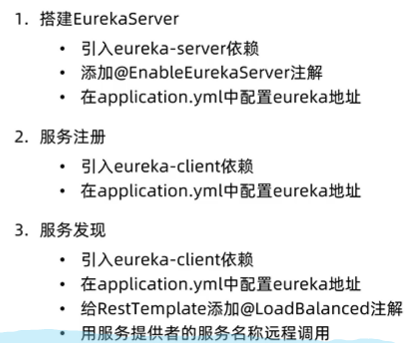 1. 搭建EurekaServer
• 引入eureka-server依赖
• 添加@EnableEurekaServer注解
• 在application.yml中配置eureka地址
2. 服务注册
• 引入eureka-client依赖
• 在application.yml中配置eureka地址
3. 服务发现
• 引入eureka-client依赖
• 在application.yml中配置eureka地址
• 给RestTemplate添加@LoadBalanced注解
• 用服务提供者的服务名称远程调用